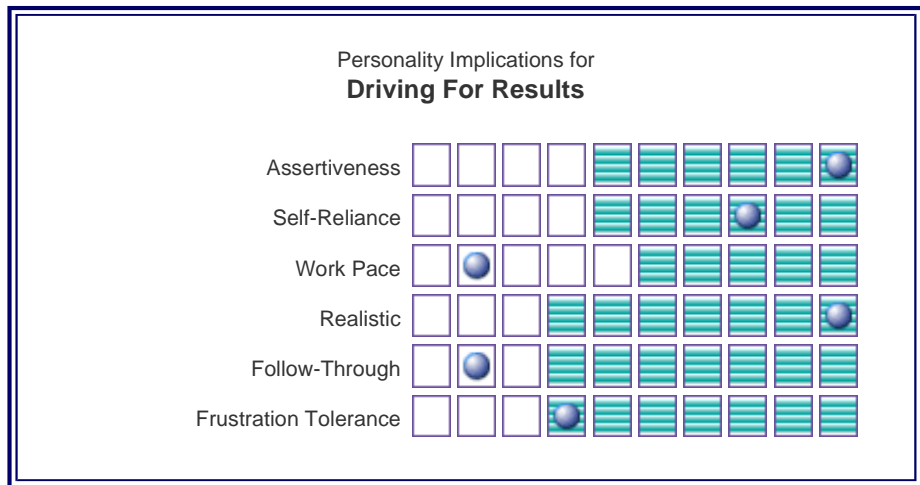 Personality Implications for
Driving For Results
Assertiveness
Self-Reliance
Work Pace
Realistic
Follow-Through
Frustration Tolerance